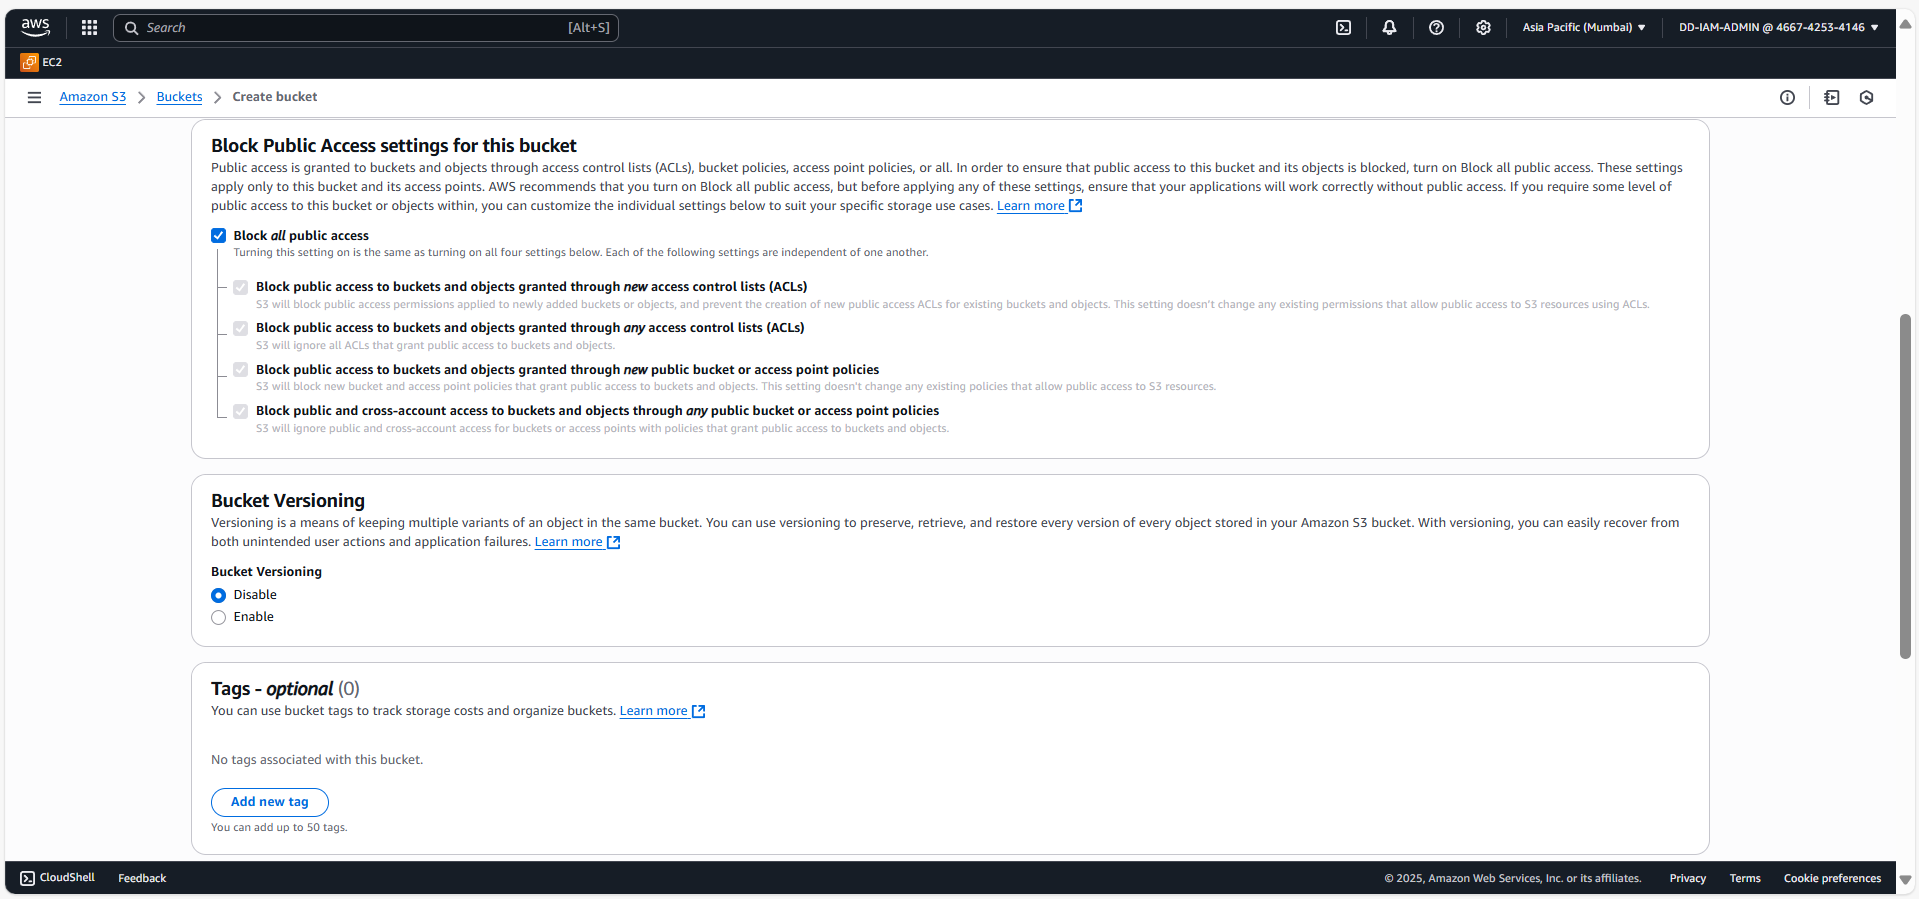 aws
Search [Alt+S]
Asia Pacific (Mumbai)
DD-IAM-ADMIN @ 4667-4253-4146
EC2
Amazon S3 > Buckets > Create bucket
Block Public Access settings for this bucket
Public access is granted to buckets and objects through access control lists (ACLs), bucket policies, access point policies, or all. In order to ensure that public access to this bucket and its objects is blocked, turn on Block all public access. These settings
apply only to this bucket and its access points. AWS recommends that you turn on Block all public access, but before applying any of these settings, ensure that your applications will work correctly without public access. If you require some level of
public access to this bucket or objects within, you can customize the individual settings below to suit your specific storage use cases. Learn more
Block all public access
Turning this setting on is the same as turning on all four settings below. Each of the following settings are independent of one another.
Block public access to buckets and objects granted through new access control lists (ACLs)
S3 will block public access permissions applied to newly added buckets or objects, and prevent the creation of new public access ACLs for existing buckets and objects. This setting doesn't change any existing permissions that allow public access to S3 resources using ACLs.
Block public access to buckets and objects granted through any access control lists (ACLs)
S3 will ignore all ACLs that grant public access to buckets and objects.
Block public access to buckets and objects granted through new public bucket or access point policies
S3 will block new bucket and access point policies that grant public access to buckets and objects. This setting doesn't change any existing policies that allow public access to S3 resources.
Block public and cross-account access to buckets and objects through any public bucket or access point policies
S3 will ignore public and cross-account access for buckets or access points with policies that grant public access to buckets and objects.
Bucket Versioning
Versioning is a means of keeping multiple variants of an object in the same bucket. You can use versioning to preserve, retrieve, and restore every version of every object stored in your Amazon S3 bucket. With versioning, you can easily recover from
both unintended user actions and application failures. Learn more
Bucket Versioning
Disable
Enable
Tags - optional (0)
You can use bucket tags to track storage costs and organize buckets. Learn more
No tags associated with this bucket.
Add new tag
You can add up to 50 tags.
CloudShell Feedback
© 2025, Amazon Web Services, Inc. or its affiliates. Privacy Terms Cookie preferences